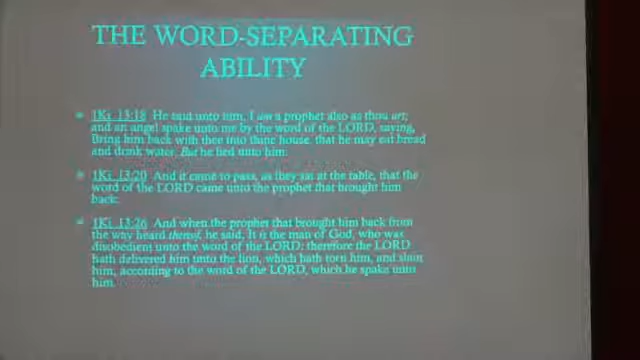 THE WORD-SEPARATING
ABILITY
1Ki_13:18 He said unto him, I am a prophet also as thou art;
and an angel spake unto me by the word of the LORD, saying,
Bring him back with thee into thine house, that he may eat bread
and drink water. But he lied unto him.
1Ki_13:20 And it came to pass, as they sat at the table, that the
word of the LORD came unto the prophet that brought him
back:
1Ki_13:26 And when the prophet that brought him back from
the way heard thereof, he said, It is the man of God, who was
disobedient unto the word of the LORD: therefore the LORD
hath delivered him unto the lion, which hath torn him, and slain
him, according to the word of the LORD, which he spake unto
him.